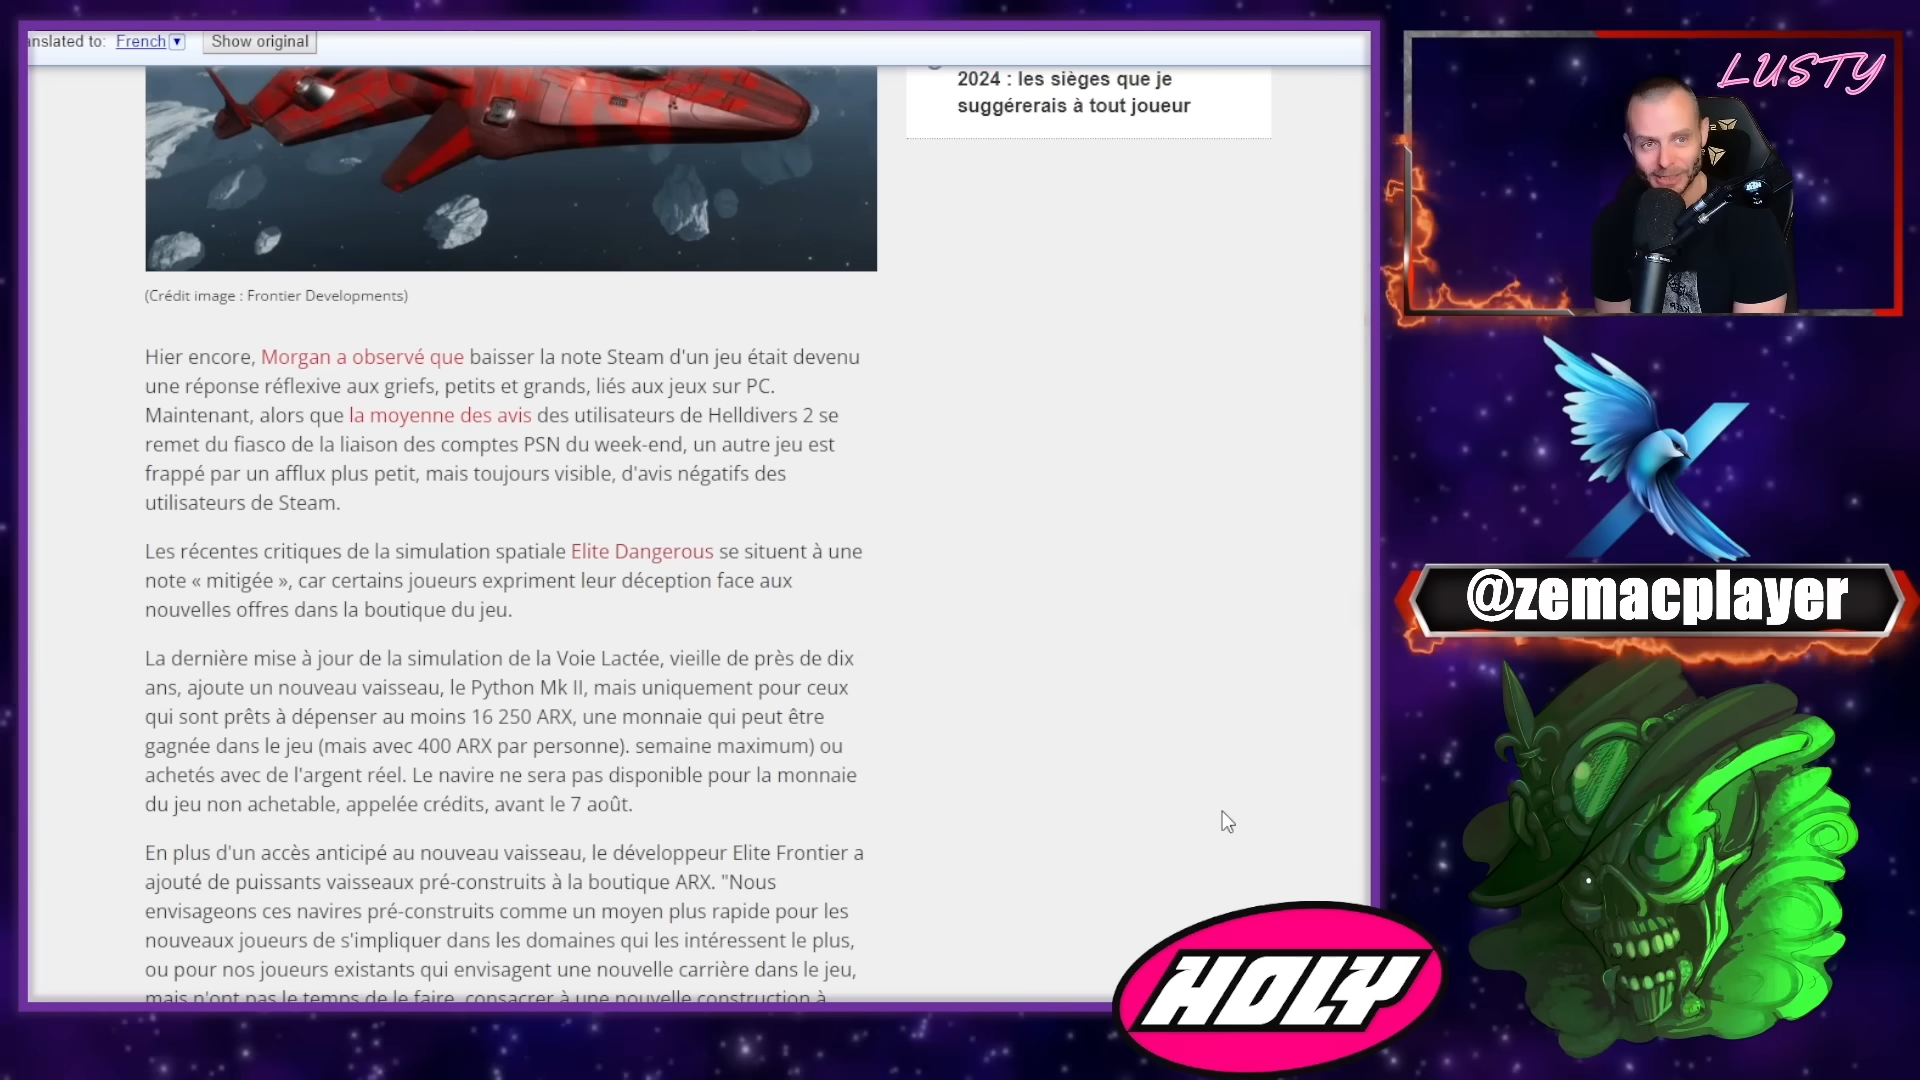 anslated to: French ▼ Show original
2024 : les sièges que je
suggérerais à tout joueur
(Crédit image : Frontier Developments)
Hier encore, Morgan a observé que baisser la note Steam d'un jeu était devenu
une réponse réflexive aux griefs, petits et grands, liés aux jeux sur PC.
Maintenant, alors que la moyenne des avis des utilisateurs de Helldivers 2 se
remet du fiasco de la liaison des comptes PSN du week-end, un autre jeu est
frappé par un afflux plus petit, mais toujours visible, d'avis négatifs des
utilisateurs de Steam.
Les récentes critiques de la simulation spatiale Elite Dangerous se situent à une
note « mitigée », car certains joueurs expriment leur déception face aux
nouvelles offres dans la boutique du jeu.
La dernière mise à jour de la simulation de la Voie Lactée, vieille de près de dix
ans, ajoute un nouveau vaisseau, le Python Mk II, mais uniquement pour ceux
qui sont prêts à dépenser au moins 16 250 ARX, une monnaie qui peut être
gagnée dans le jeu (mais avec 400 ARX par personne). semaine maximum) ou
achetés avec de l'argent réel. Le navire ne sera pas disponible pour la monnaie
du jeu non achetable, appelée crédits, avant le 7 août.
En plus d'un accès anticipé au nouveau vaisseau, le développeur Elite Frontier a
ajouté de puissants vaisseaux pré-construits à la boutique ARX. "Nous
envisageons ces navires pré-construits comme un moyen plus rapide pour les
nouveaux joueurs de s'impliquer dans les domaines qui les intéressent le plus,
ou pour nos joueurs existants qui envisagent une nouvelle carrière dans le jeu,
mais n'ont pas le temps de le faire. consacrer à une nouvelle construction à
LUSTY
@zemacplayer
HOLY